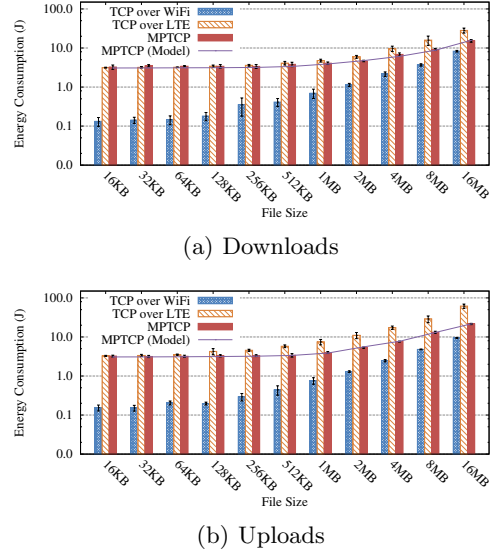 100.0
10.0
1.0
0.1
0.0
Energy Consumption (J)
TCP over WiFi
TCP over LTE
MPTCP
MPTCP (Model)
16KB
32KB
64KB
128KB
256KB
512KB
1MB
2MB
4MB
8MB
16MB
File Size
(a) Downloads
100.0
10.0
1.0
0.1
0.0
Energy Consumption (J)
TCP over WiFi
TCP over LTE
MPTCP
MPTCP (Model)
16KB
32KB
64KB
128KB
256KB
512KB
1MB
2MB
4MB
8MB
16MB
File Size
(b) Uploads